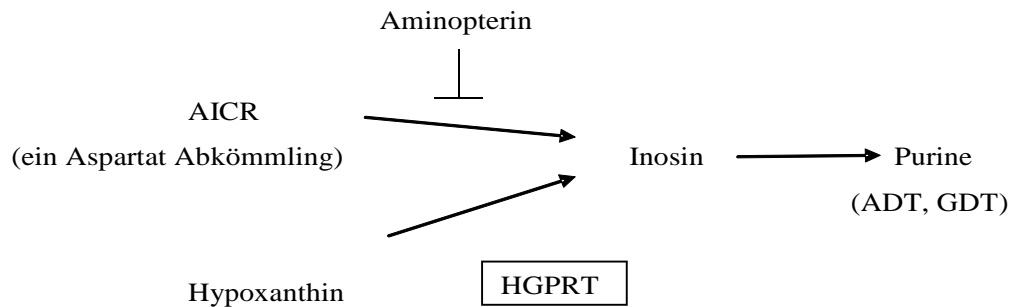 Aminopterin
AICR
(ein Aspartat Abkömmling)
Inosin
Purine
(ADT, GDT)
Hypoxanthin
HGPRT